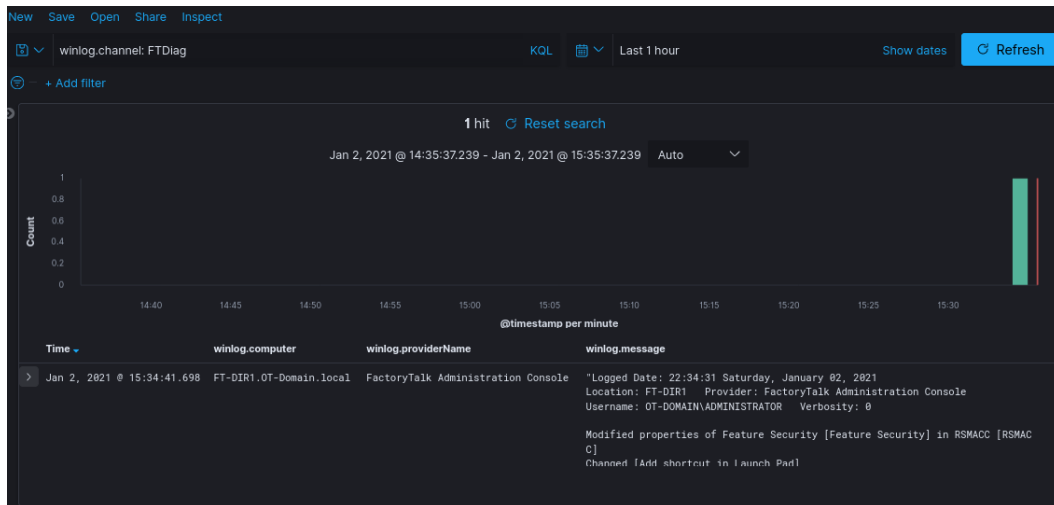 New Save Open Share Inspect
winlog.channel: FTDiag KQL Last 1 hour Show dates Refresh
+ Add filter
1 hit Reset search
Jan 2, 2021 @ 14:35:37.239 - Jan 2, 2021 @ 15:35:37.239 Auto
1
0.8
0.6
0.4
0.2
0
Count
14:40 14:45 14:50 14:55 15:00 15:05 15:10 15:15 15:20 15:25 15:30
@timestamp per minute
Time winlog.computer winlog.providerName winlog.message
Jan 2, 2021 @ 15:34:41.698 FT-DIR1.OT-Domain.local FactoryTalk Administration Console "Logged Date: 22:34:31 Saturday, January 02, 2021
Location: FT-DIR1 Provider: FactoryTalk Administration Console
Username: OT-DOMAIN\ADMINISTRATOR Verbosity: 0
Modified properties of Feature Security [Feature Security] in RSMACC [RSMAC
C]
Changed [Add shortcut in Launch Pad]